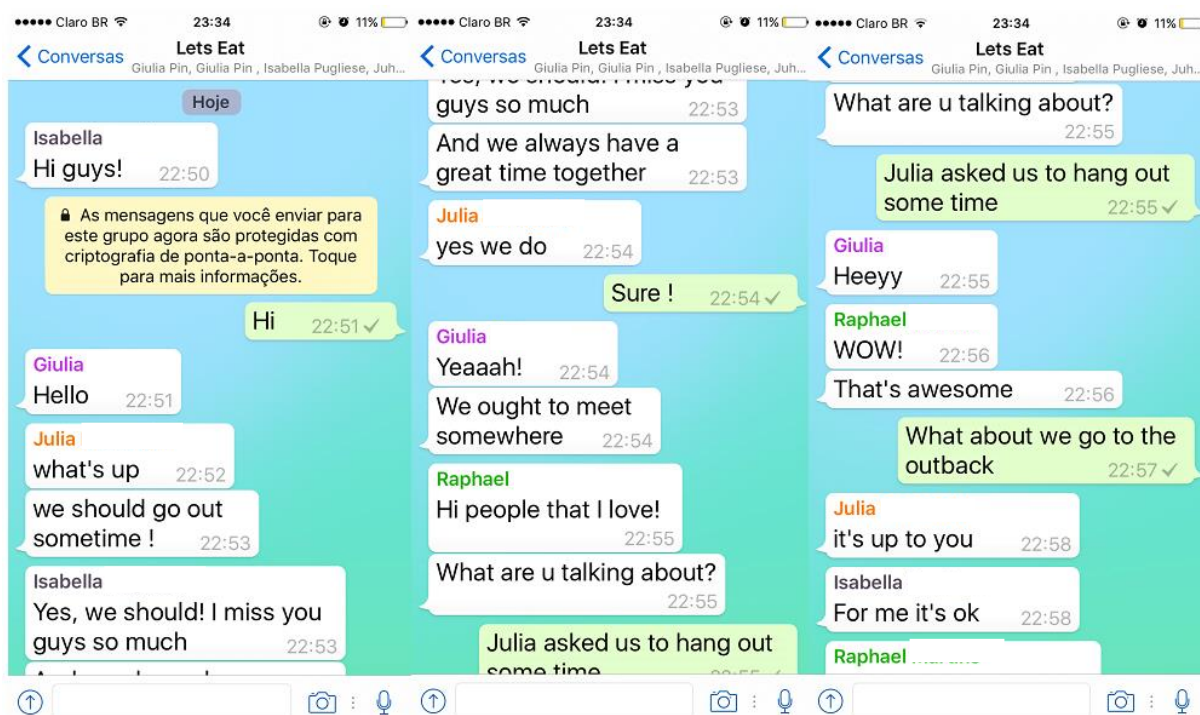 Claro BR 23:34 11%
Conversas Lets Eat
Giulia Pin, Giulia Pin , Isabella Pugliese, Juh...
Hoje
Isabella
Hi guys! 22:50
As mensagens que você enviar para
este grupo agora são protegidas com
criptografia de ponta-a-ponta. Toque
para mais informações.
Hi 22:51
Giulia
Hello 22:51
Julia
what's up 22:52
we should go out
sometime ! 22:53
Isabella
Yes, we should! I miss you
guys so much 22:53
Claro BR 23:34 11%
Conversas Lets Eat
Giulia Pin, Giulia Pin , Isabella Pugliese, Juh...
Yes, we should! I miss you
guys so much 22:53
And we always have a
great time together 22:53
Julia
yes we do 22:54
Sure ! 22:54
Giulia
Yeaaah! 22:54
We ought to meet
somewhere 22:54
Raphael
Hi people that I love!
22:55
What are u talking about?
22:55
Julia asked us to hang out
some time 22:55
Claro BR 23:34 11%
Conversas Lets Eat
Giulia Pin, Giulia Pin , Isabella Pugliese, Juh...
What are u talking about?
22:55
Julia asked us to hang out
some time 22:55
Giulia
Heeyy 22:55
Raphael
WOW! 22:56
That's awesome 22:56
What about we go to the
outback 22:57
Julia
it's up to you 22:58
Isabella
For me it's ok 22:58
Raphael